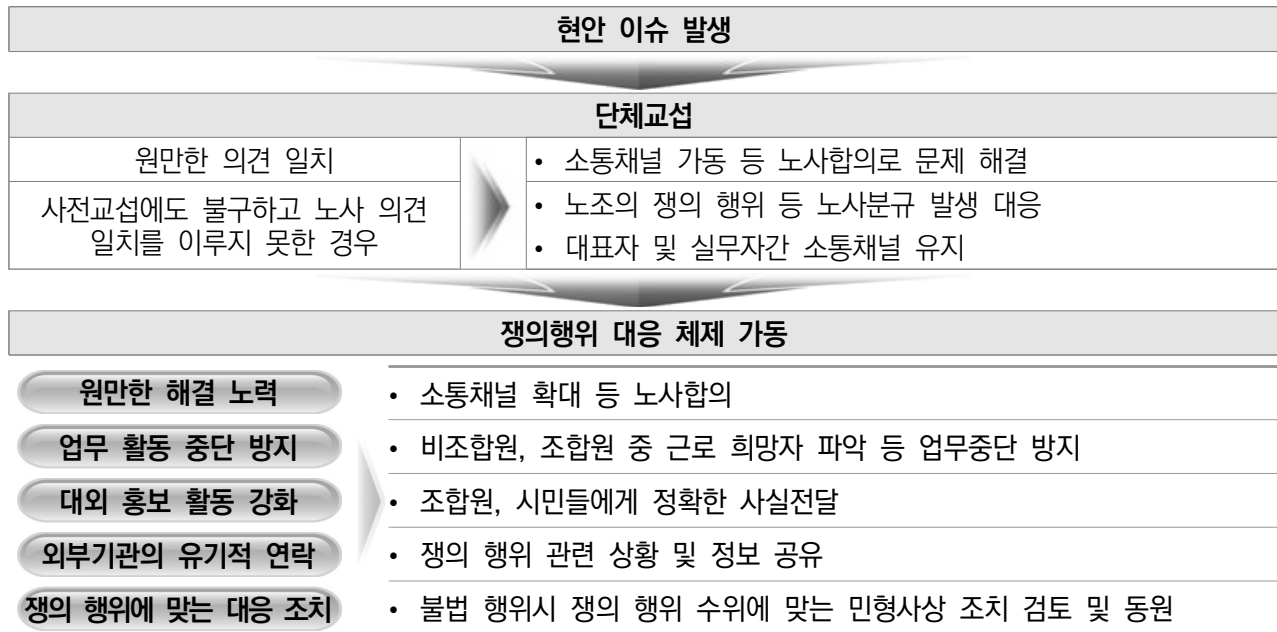 현안 이슈 발생
단체교섭
원만한 의견 일치
• 소통채널 가동 등 노사합의로 문제 해결
사전교섭에도 불구하고 노사 의견
일치를 이루지 못한 경우
• 노조의 쟁의 행위 등 노사분규 발생 대응
• 대표자 및 실무자간 소통채널 유지
쟁의행위 대응 체제 가동
원만한 해결 노력
• 소통채널 확대 등 노사합의
업무 활동 중단 방지
• 비조합원, 조합원 중 근로 희망자 파악 등 업무중단 방지
대외 홍보 활동 강화
• 조합원, 시민들에게 정확한 사실전달
외부기관의 유기적 연락
• 쟁의 행위 관련 상황 및 정보 공유
쟁의 행위에 맞는 대응 조치
• 불법 행위시 쟁의 행위 수위에 맞는 민형사상 조치 검토 및 동원